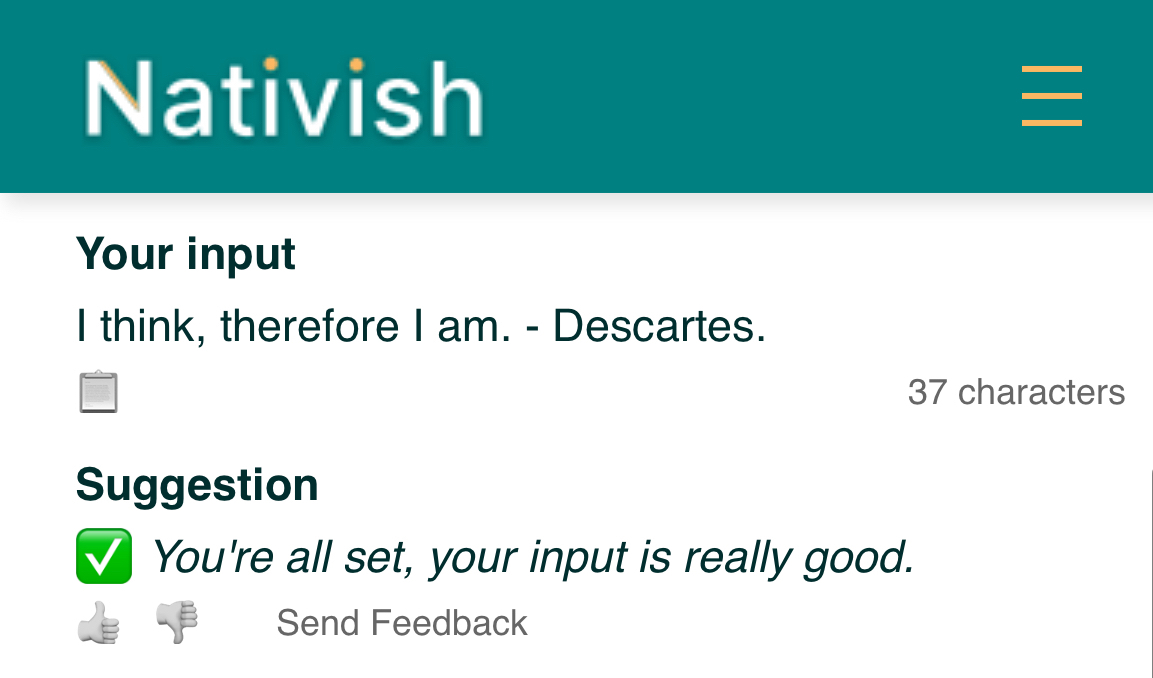 Nativish
Your input
I think, therefore I am. - Descartes.
37 characters
Suggestion
You're all set, your input is really good.
Send Feedback